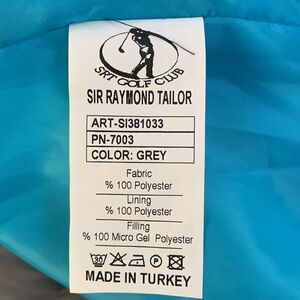 SRT GOLF CLUB
SIR RAYMOND TAILOR
ART-SI381033
PN-7003
COLOR: GREY
Fabric
% 100 Polyester
Lining
% 100 Polyester
Filling
% 100 Micro Gel Polyester
MADE IN TURKEY